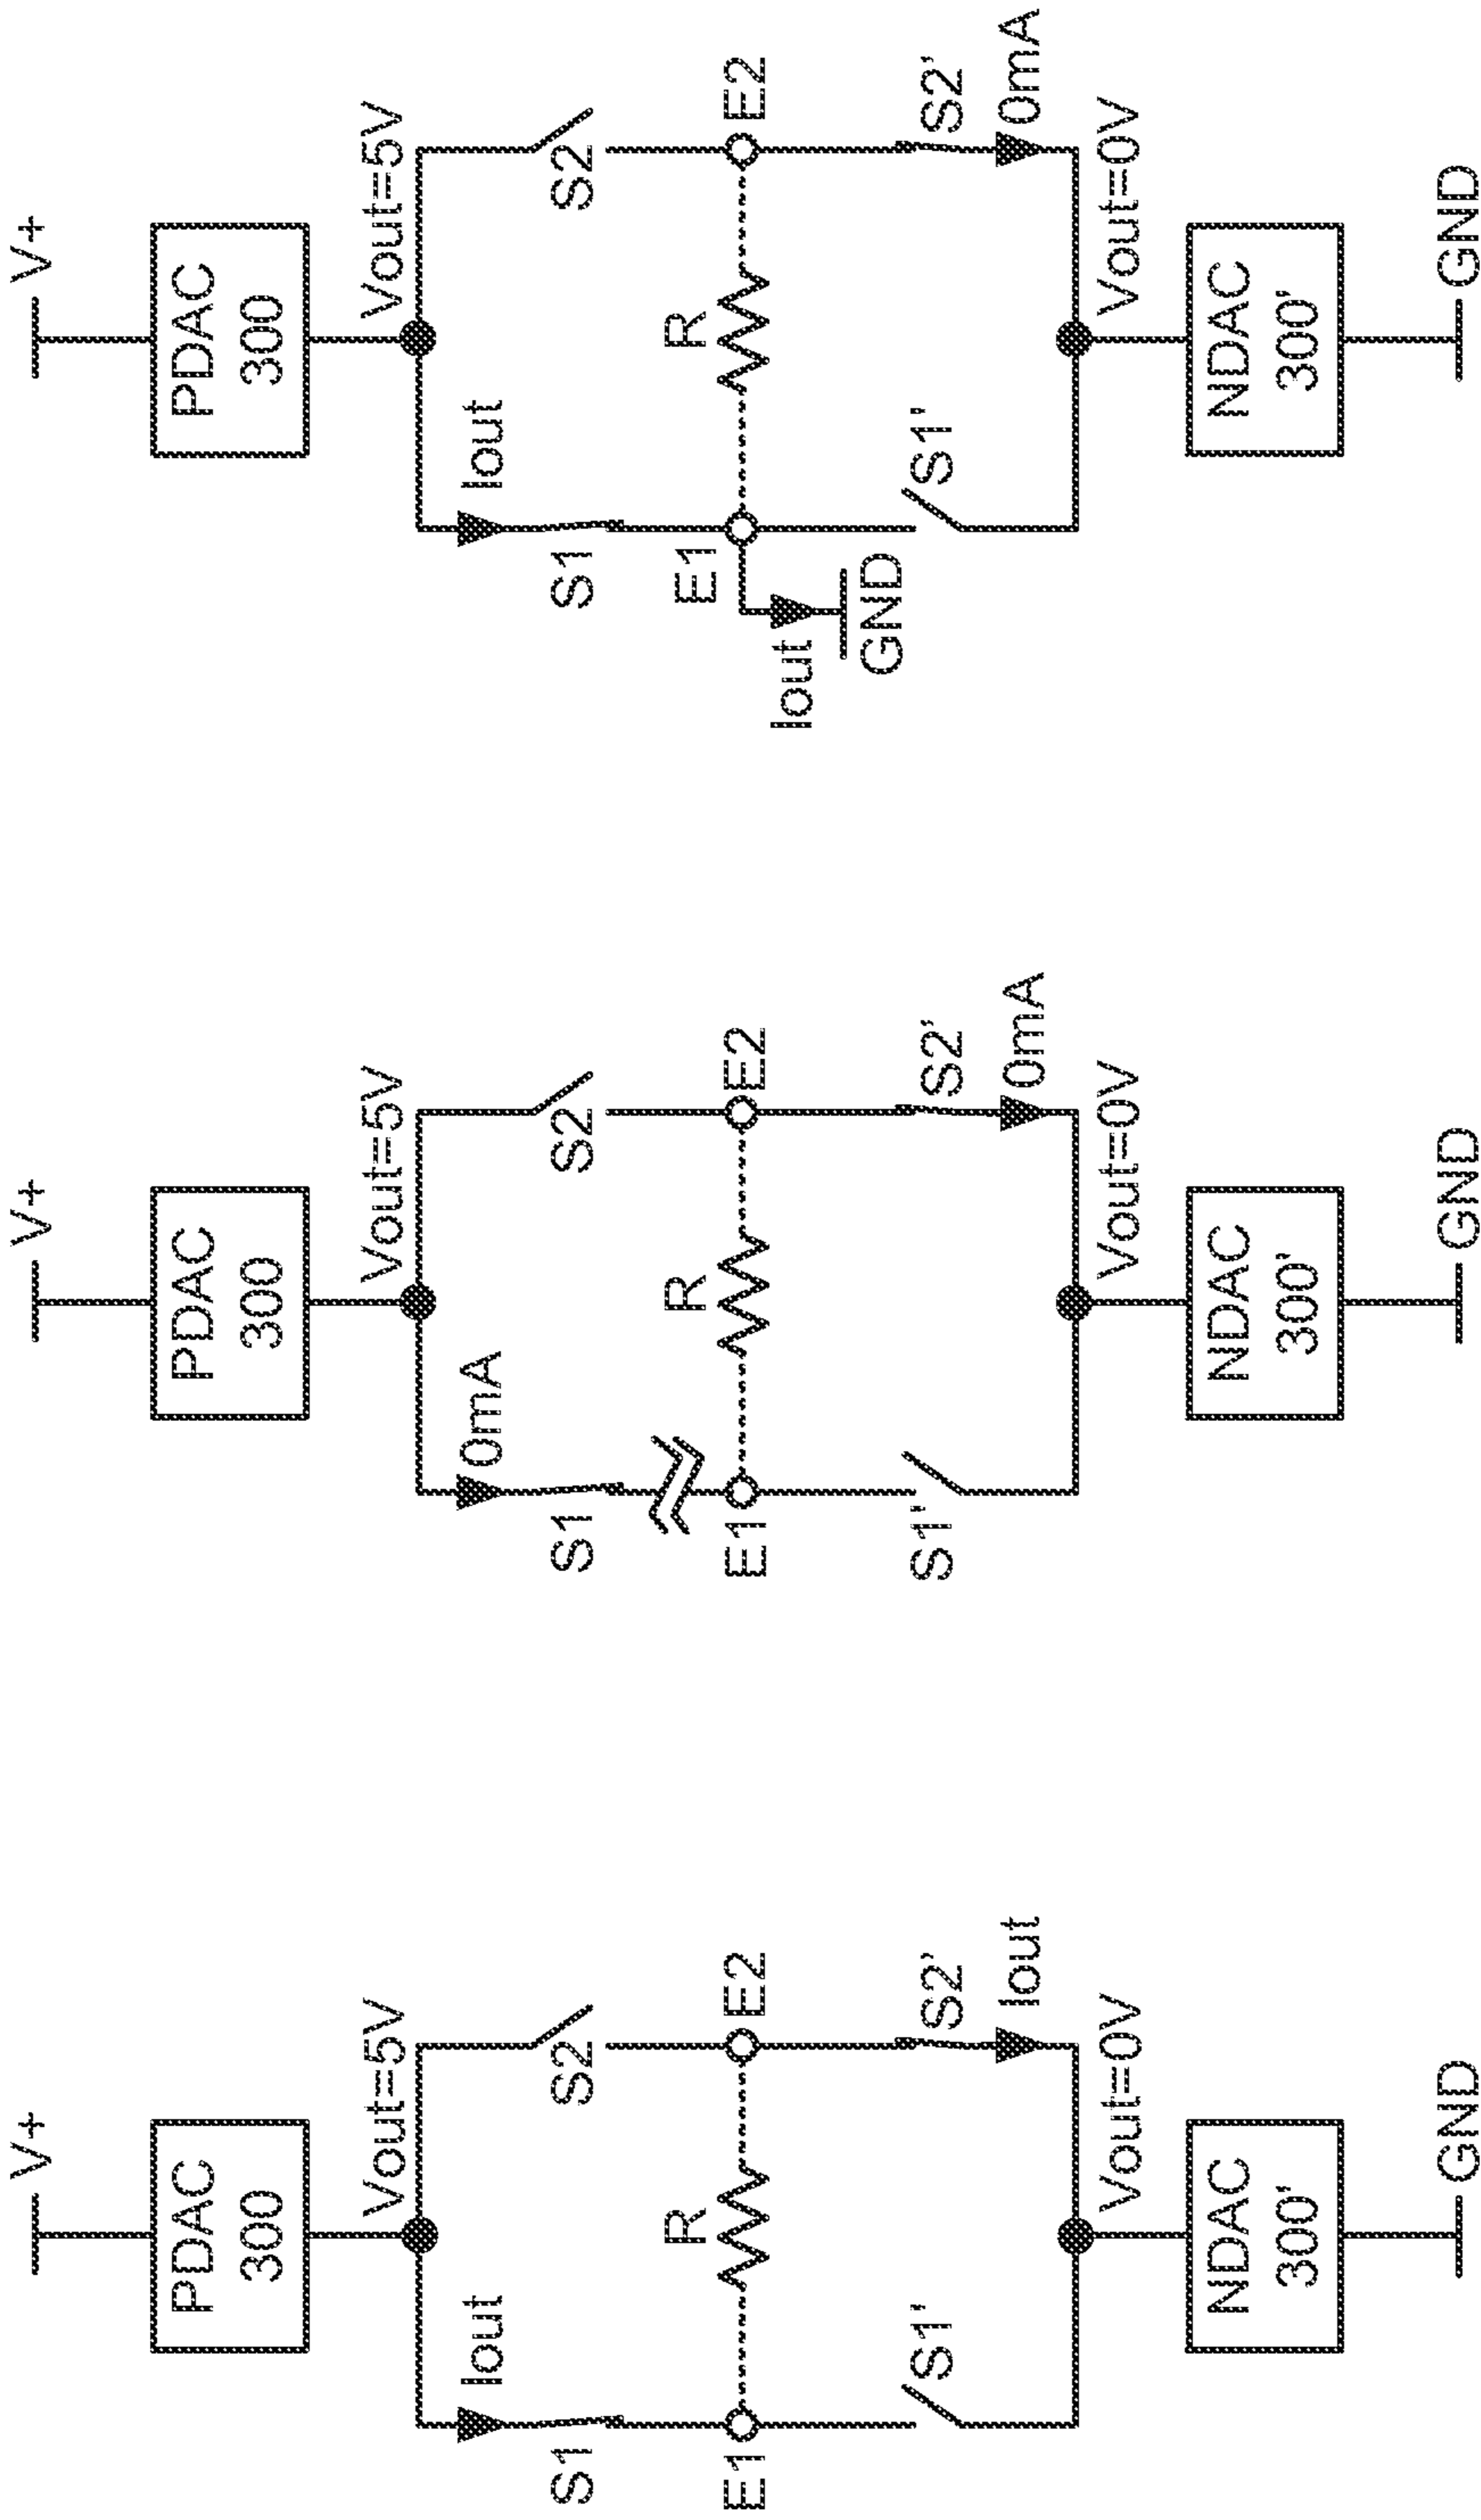 V+
PDAC
300
Vout=5V
Iout
S1
S2
R
E1
E2
S1'
S2'
Iout
Vout=0V
NDAC
300'
GND
V+
PDAC
300
Vout=5V
0mA
S1
S2
R
E1
E2
S1'
S2'
0mA
Vout=0V
NDAC
300'
GND
V+
PDAC
300
Vout=5V
Iout
S1
S2
R
E1
E2
Iout
GND
S1'
S2'
0mA
Vout=0V
NDAC
300'
GND